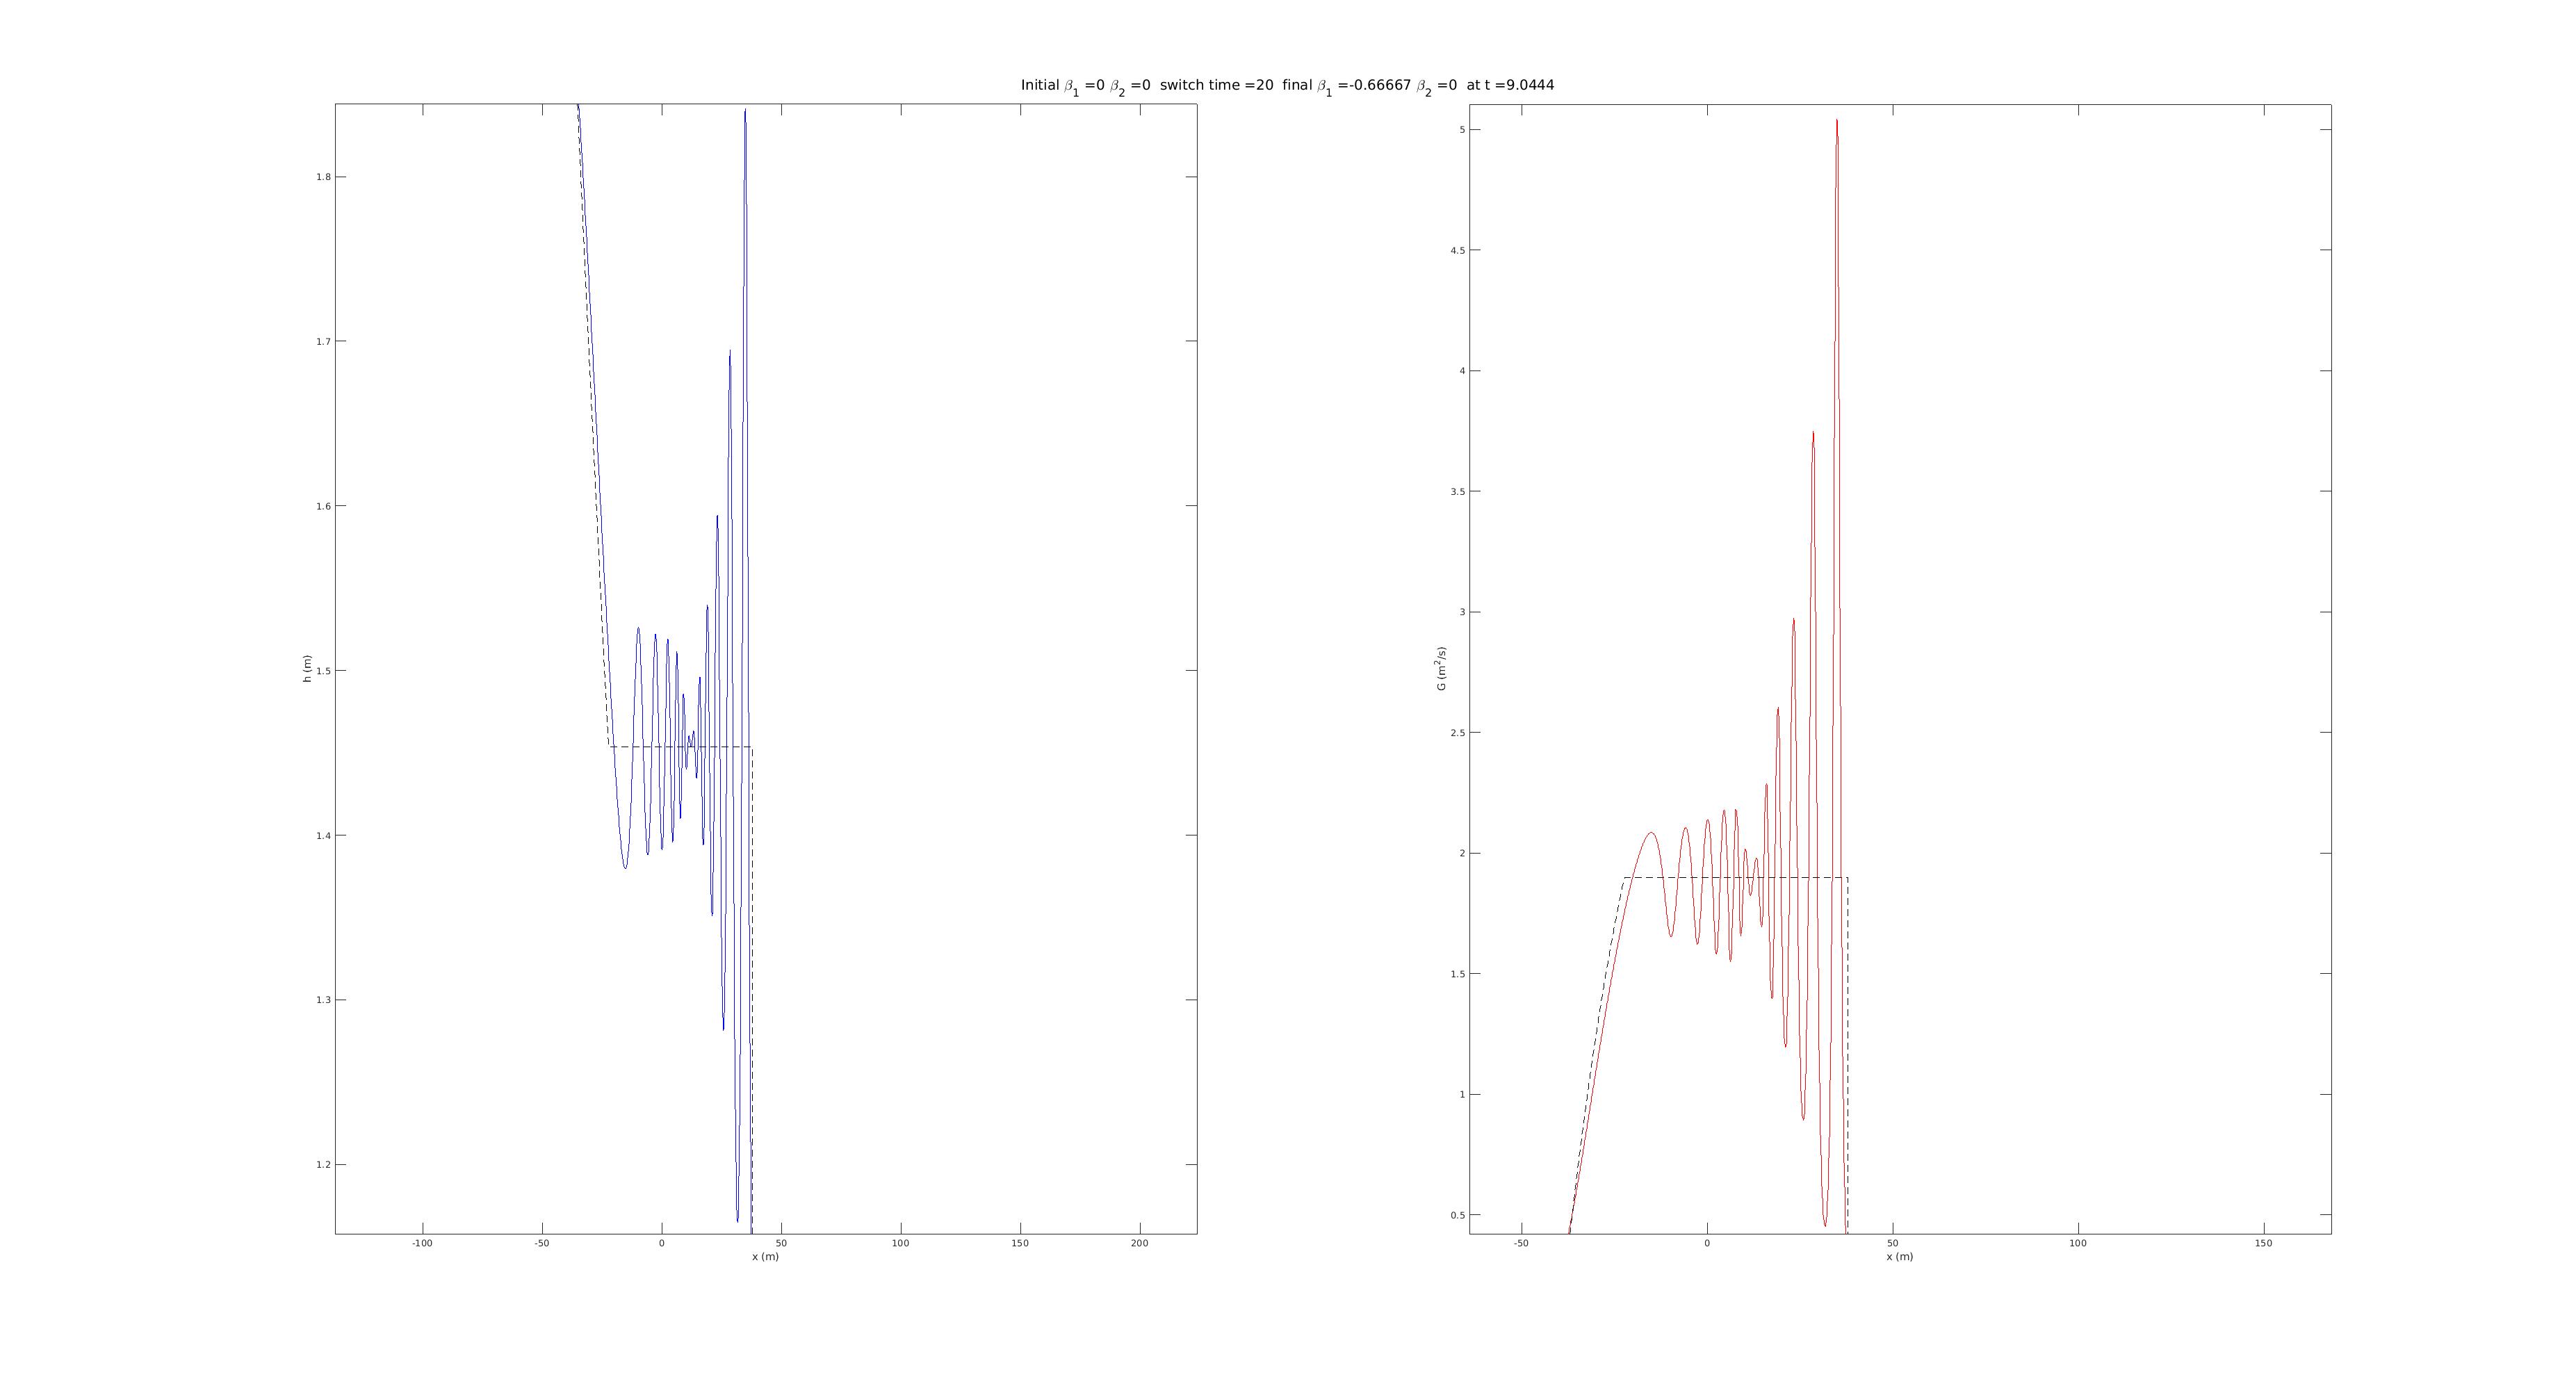 Initial β₁ =0 β₂ =0 switch time =20 final β₁ =-0.66667 β₂ =0 at t =9.0444
1.8
1.7
1.6
1.5
1.4
1.3
1.2
h (m)
-100 -50 0 50 100 150 200
x (m)
5
4.5
4
3.5
3
2.5
2
1.5
1
0.5
G (m²/s)
-50 0 50 100 150
x (m)